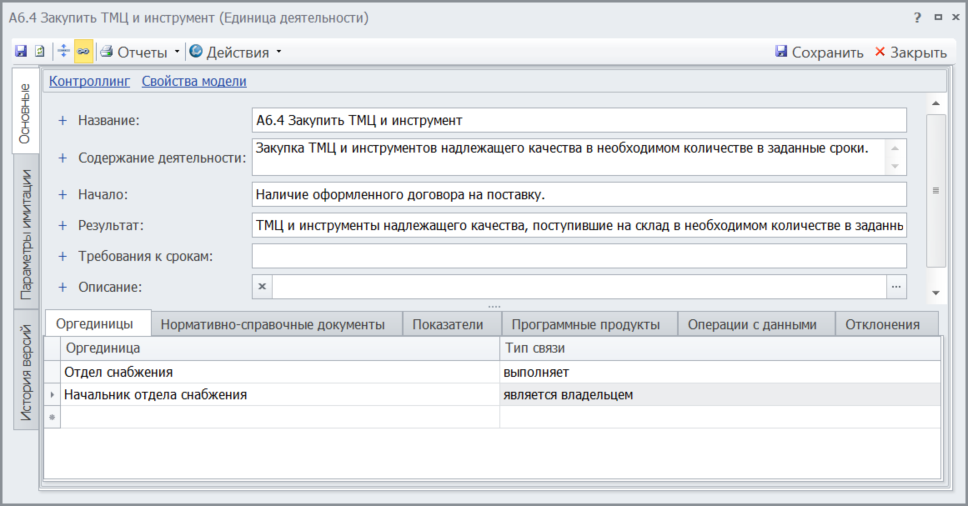 А6.4 Закупить ТМЦ и инструмент (Единица деятельности)
Отчеты Действия Сохранить Закрыть
Контроллинг Свойства модели
Основные
Параметры имитации
История версий
Название: А6.4 Закупить ТМЦ и инструмент
Содержание деятельности: Закупка ТМЦ и инструментов надлежащего качества в необходимом количестве в заданные сроки.
Начало: Наличие оформленного договора на поставку.
Результат: ТМЦ и инструменты надлежащего качества, поступившие на склад в необходимом количестве в заданны
Требования к срокам:
Описание:
Оргединицы Нормативно-справочные документы Показатели Программные продукты Операции с данными Отклонения
Оргединица Тип связи
Отдел снабжения выполняет
Начальник отдела снабжения является владельцем